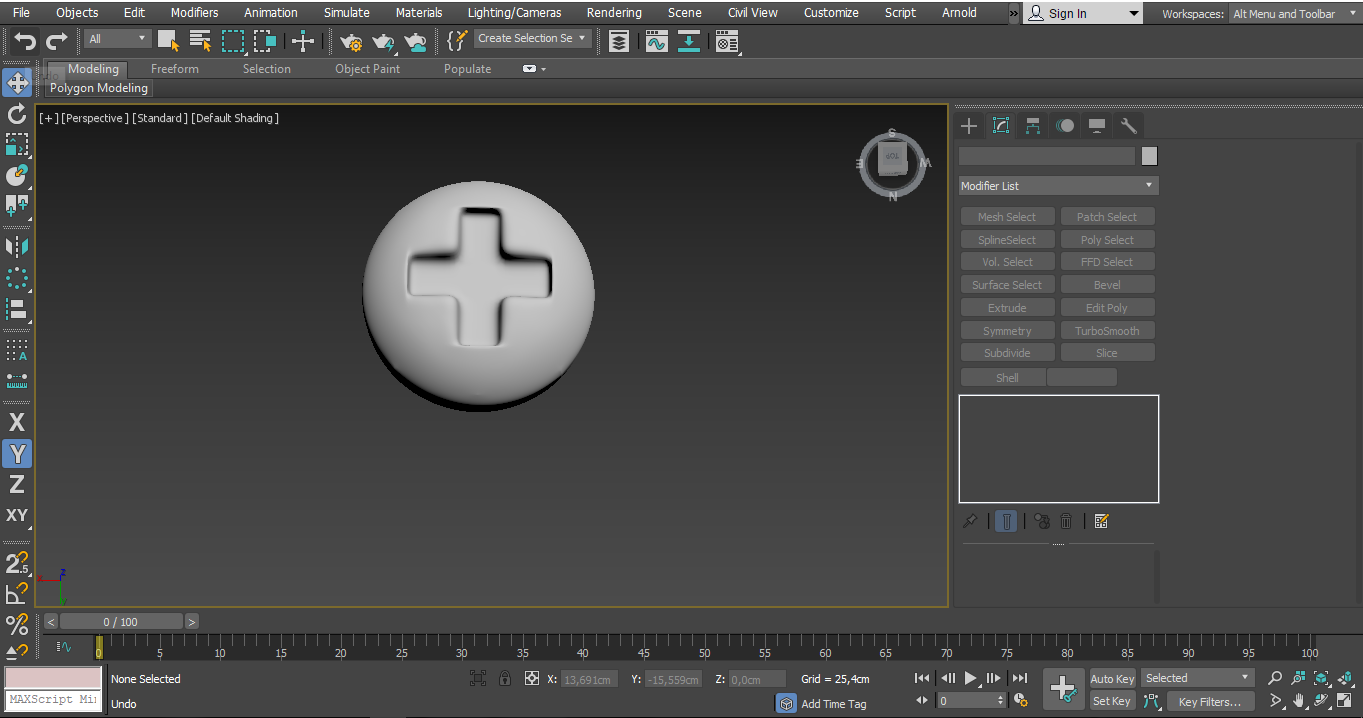 File Objects Edit Modifiers Animation Simulate Materials Lighting/Cameras Rendering Scene Civil View Customize Script Arnold » Sign In Workspaces: Alt Menu and Toolbar
All Create Selection Se
Modeling Freeform Selection Object Paint Populate
Polygon Modeling
[+] [Perspective] [Standard] [Default Shading]
S
TOP
E W
N
Modifier List
Mesh Select Patch Select
SplineSelect Poly Select
Vol. Select FFD Select
Surface Select Bevel
Extrude Edit Poly
Symmetry TurboSmooth
Subdivide Slice
Shell
A
X
Y
Z
XY
2.5
%
x z
y
< 0 / 100 >
0 5 10 15 20 25 30 35 40 45 50 55 60 65 70 75 80 85 90 95 100
None Selected X: 13,691cm Y: -15,559cm Z: 0,0cm Grid = 25,4cm Auto Key Selected
MAXScript Mi Undo Add Time Tag 0 Set Key Key Filters...